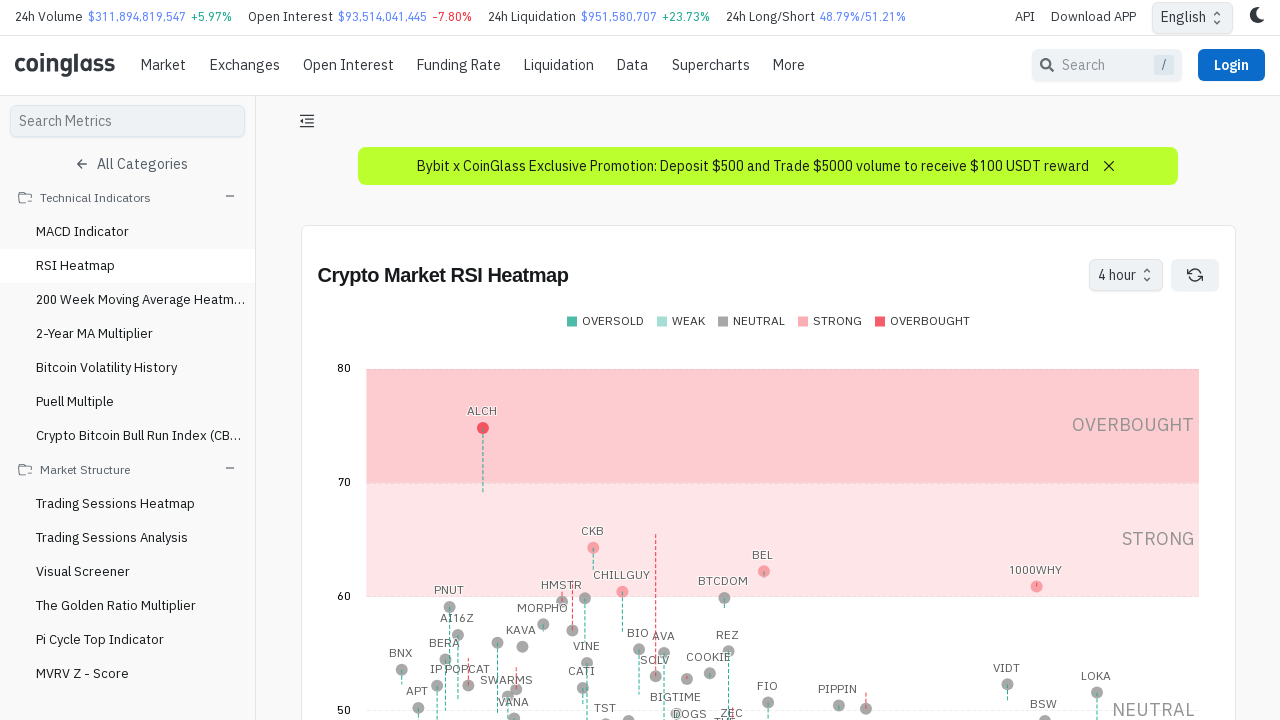 24h Volume $311,894,819,547 +5.97% Open Interest $93,514,041,445 -7.80% 24h Liquidation $951,580,707 +23.73% 24h Long/Short 48.79%/51.21% API Download APP English
coinglass Market Exchanges Open Interest Funding Rate Liquidation Data Supercharts More Search / Login
Search Metrics
All Categories
Technical Indicators
MACD Indicator
RSI Heatmap
200 Week Moving Average Heatm...
2-Year MA Multiplier
Bitcoin Volatility History
Puell Multiple
Crypto Bitcoin Bull Run Index (CB...
Market Structure
Trading Sessions Heatmap
Trading Sessions Analysis
Visual Screener
The Golden Ratio Multiplier
Pi Cycle Top Indicator
MVRV Z - Score
Bybit x CoinGlass Exclusive Promotion: Deposit $500 and Trade $5000 volume to receive $100 USDT reward
Crypto Market RSI Heatmap
4 hour
OVERSOLD WEAK NEUTRAL STRONG OVERBOUGHT
80
ALCH
OVERBOUGHT
70
CKB
STRONG
BEL
1000WHY
CHILLGUY
BTCDOM
HMSTR
PNUT
60
MORPHO
AI16Z
KAVA
BIO
AVA
REZ
BERA
VINE
BNX
SOLV
COOKIE
IP
POPCAT
CATI
VIDT
SWARMS
LOKA
FIO
PIPPIN
APT
BIGTIME
VANA
BSW
TST
50
DOGS
ZEC
NEUTRAL